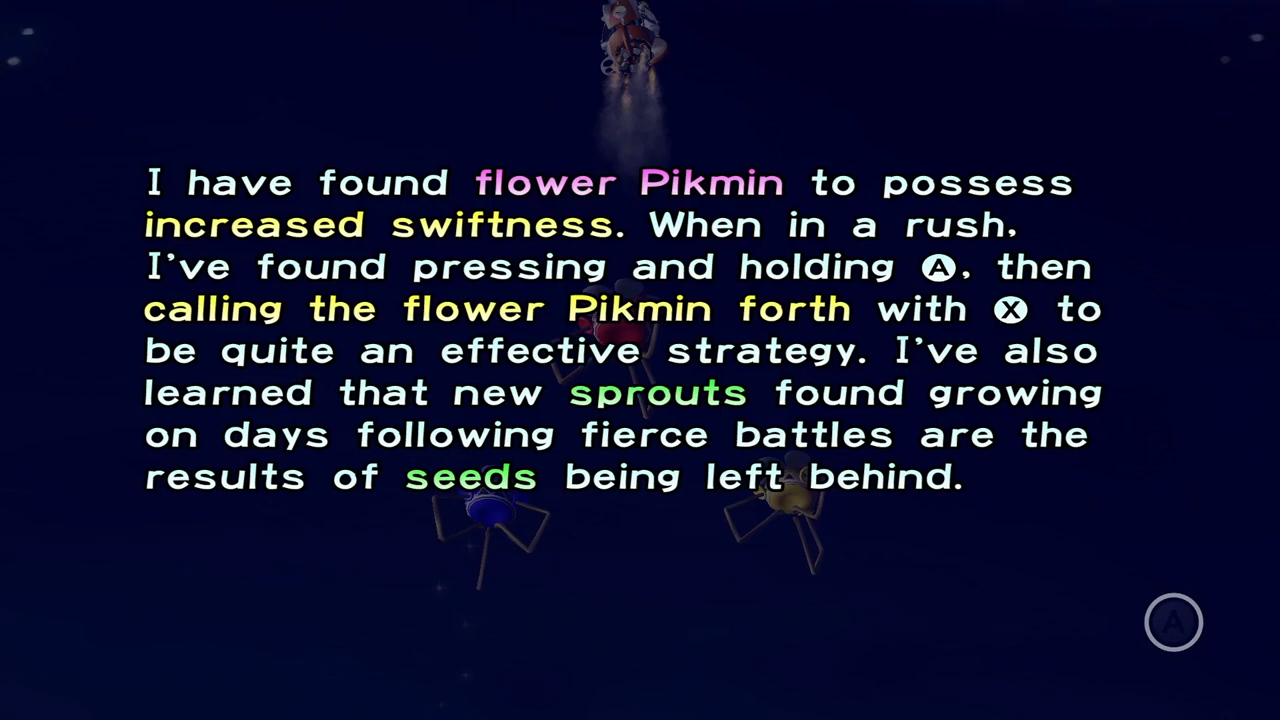 I have found flower Pikmin to possess
increased swiftness. When in a rush,
I've found pressing and holding A, then
calling the flower Pikmin forth with X to
be quite an effective strategy. I've also
learned that new sprouts found growing
on days following fierce battles are the
results of seeds being left behind.
A